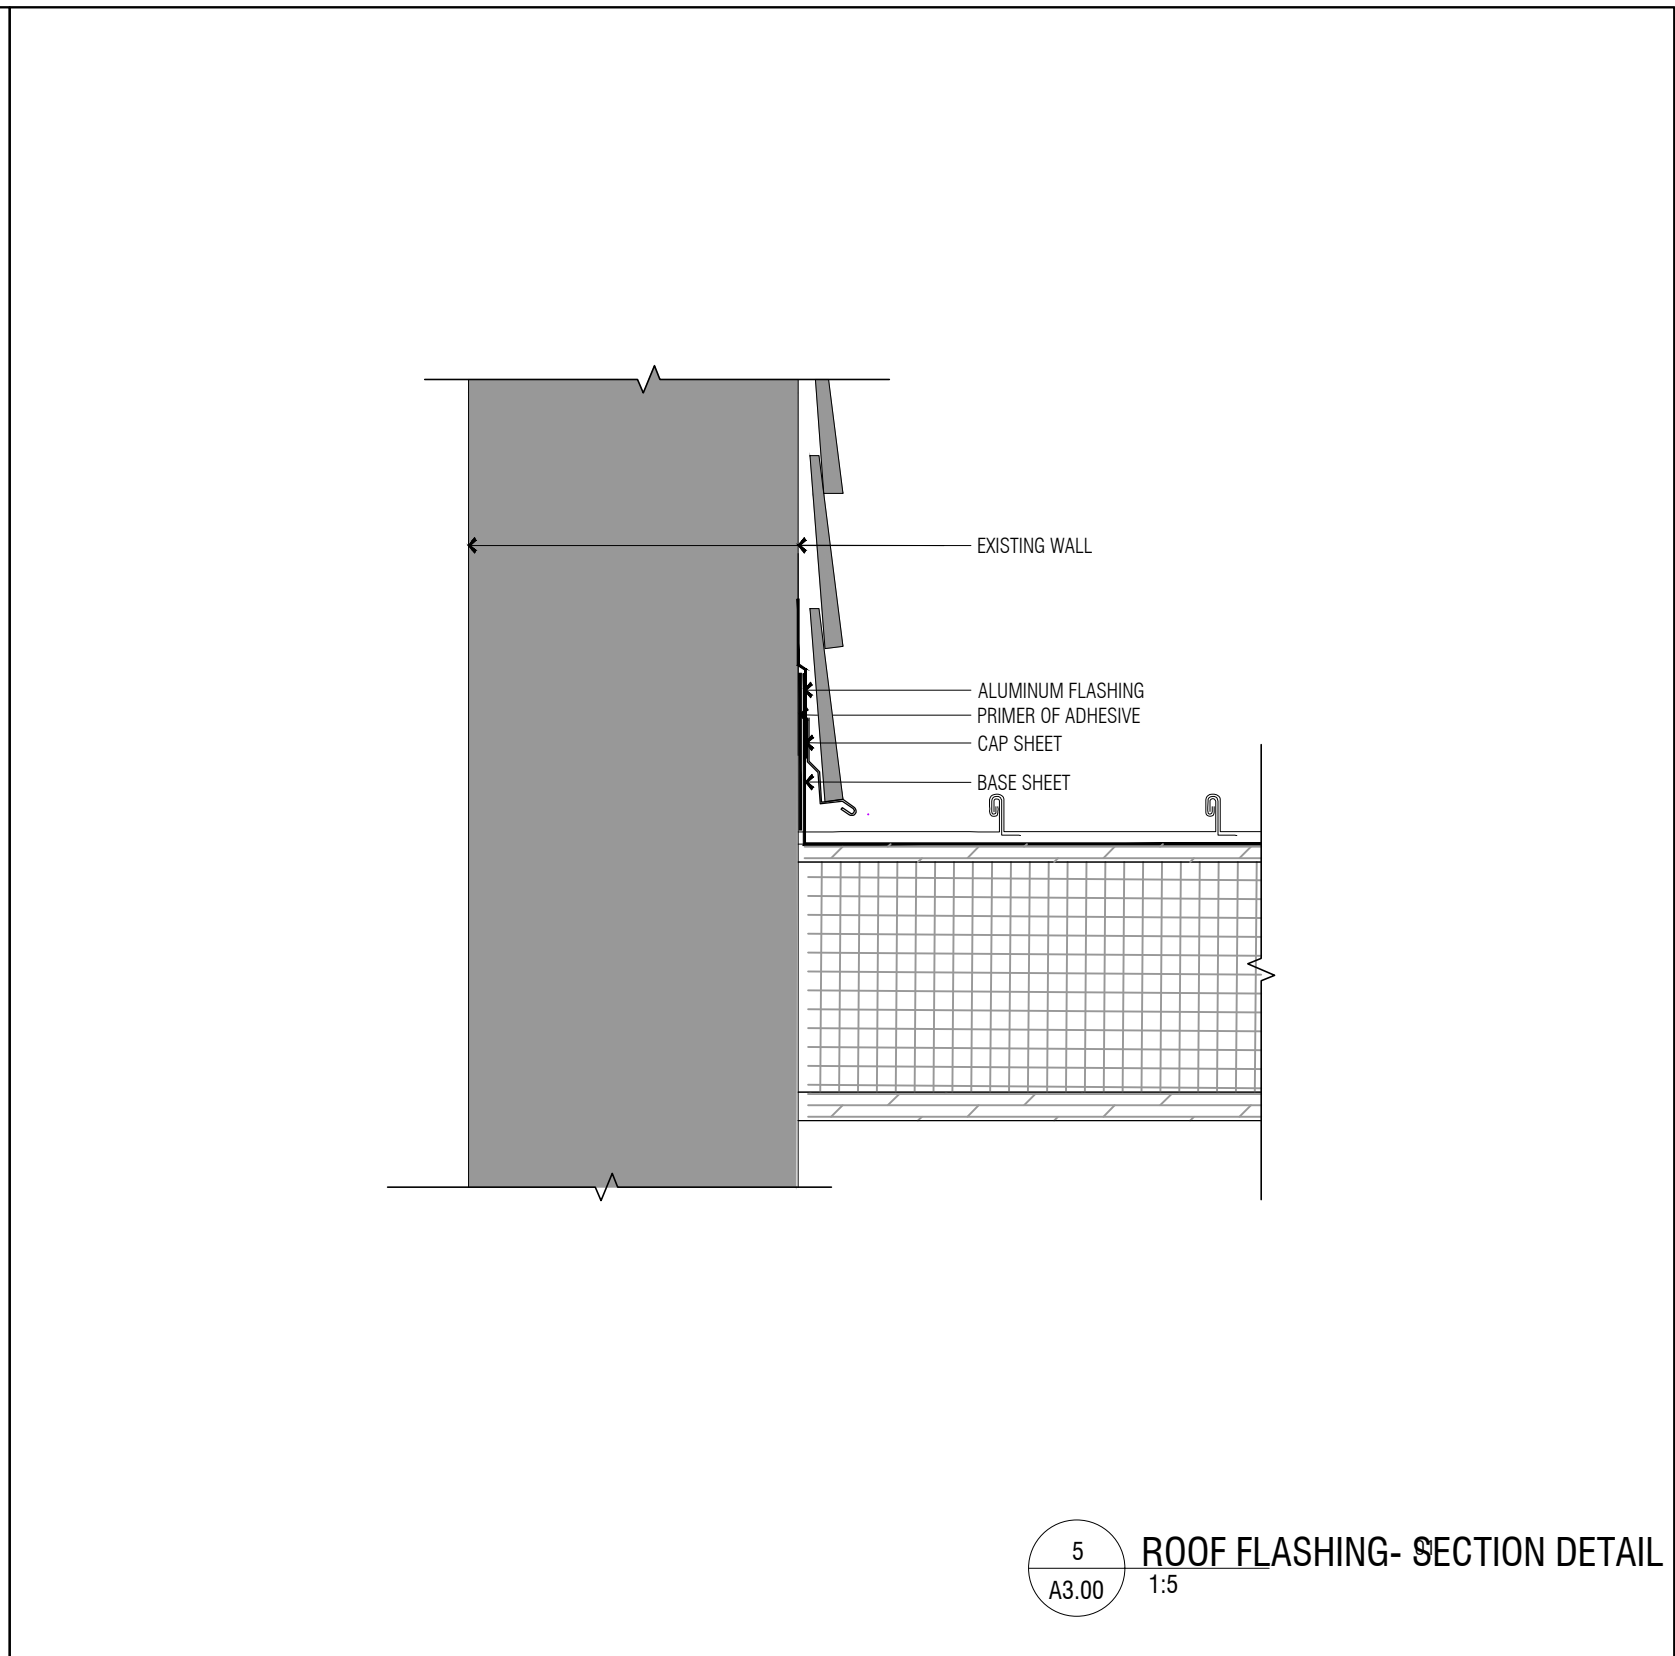 EXISTING WALL
ALUMINUM FLASHING
PRIMER OF ADHESIVE
CAP SHEET
BASE SHEET
5
A3.00
ROOF FLASHING- SECTION DETAIL
1:5